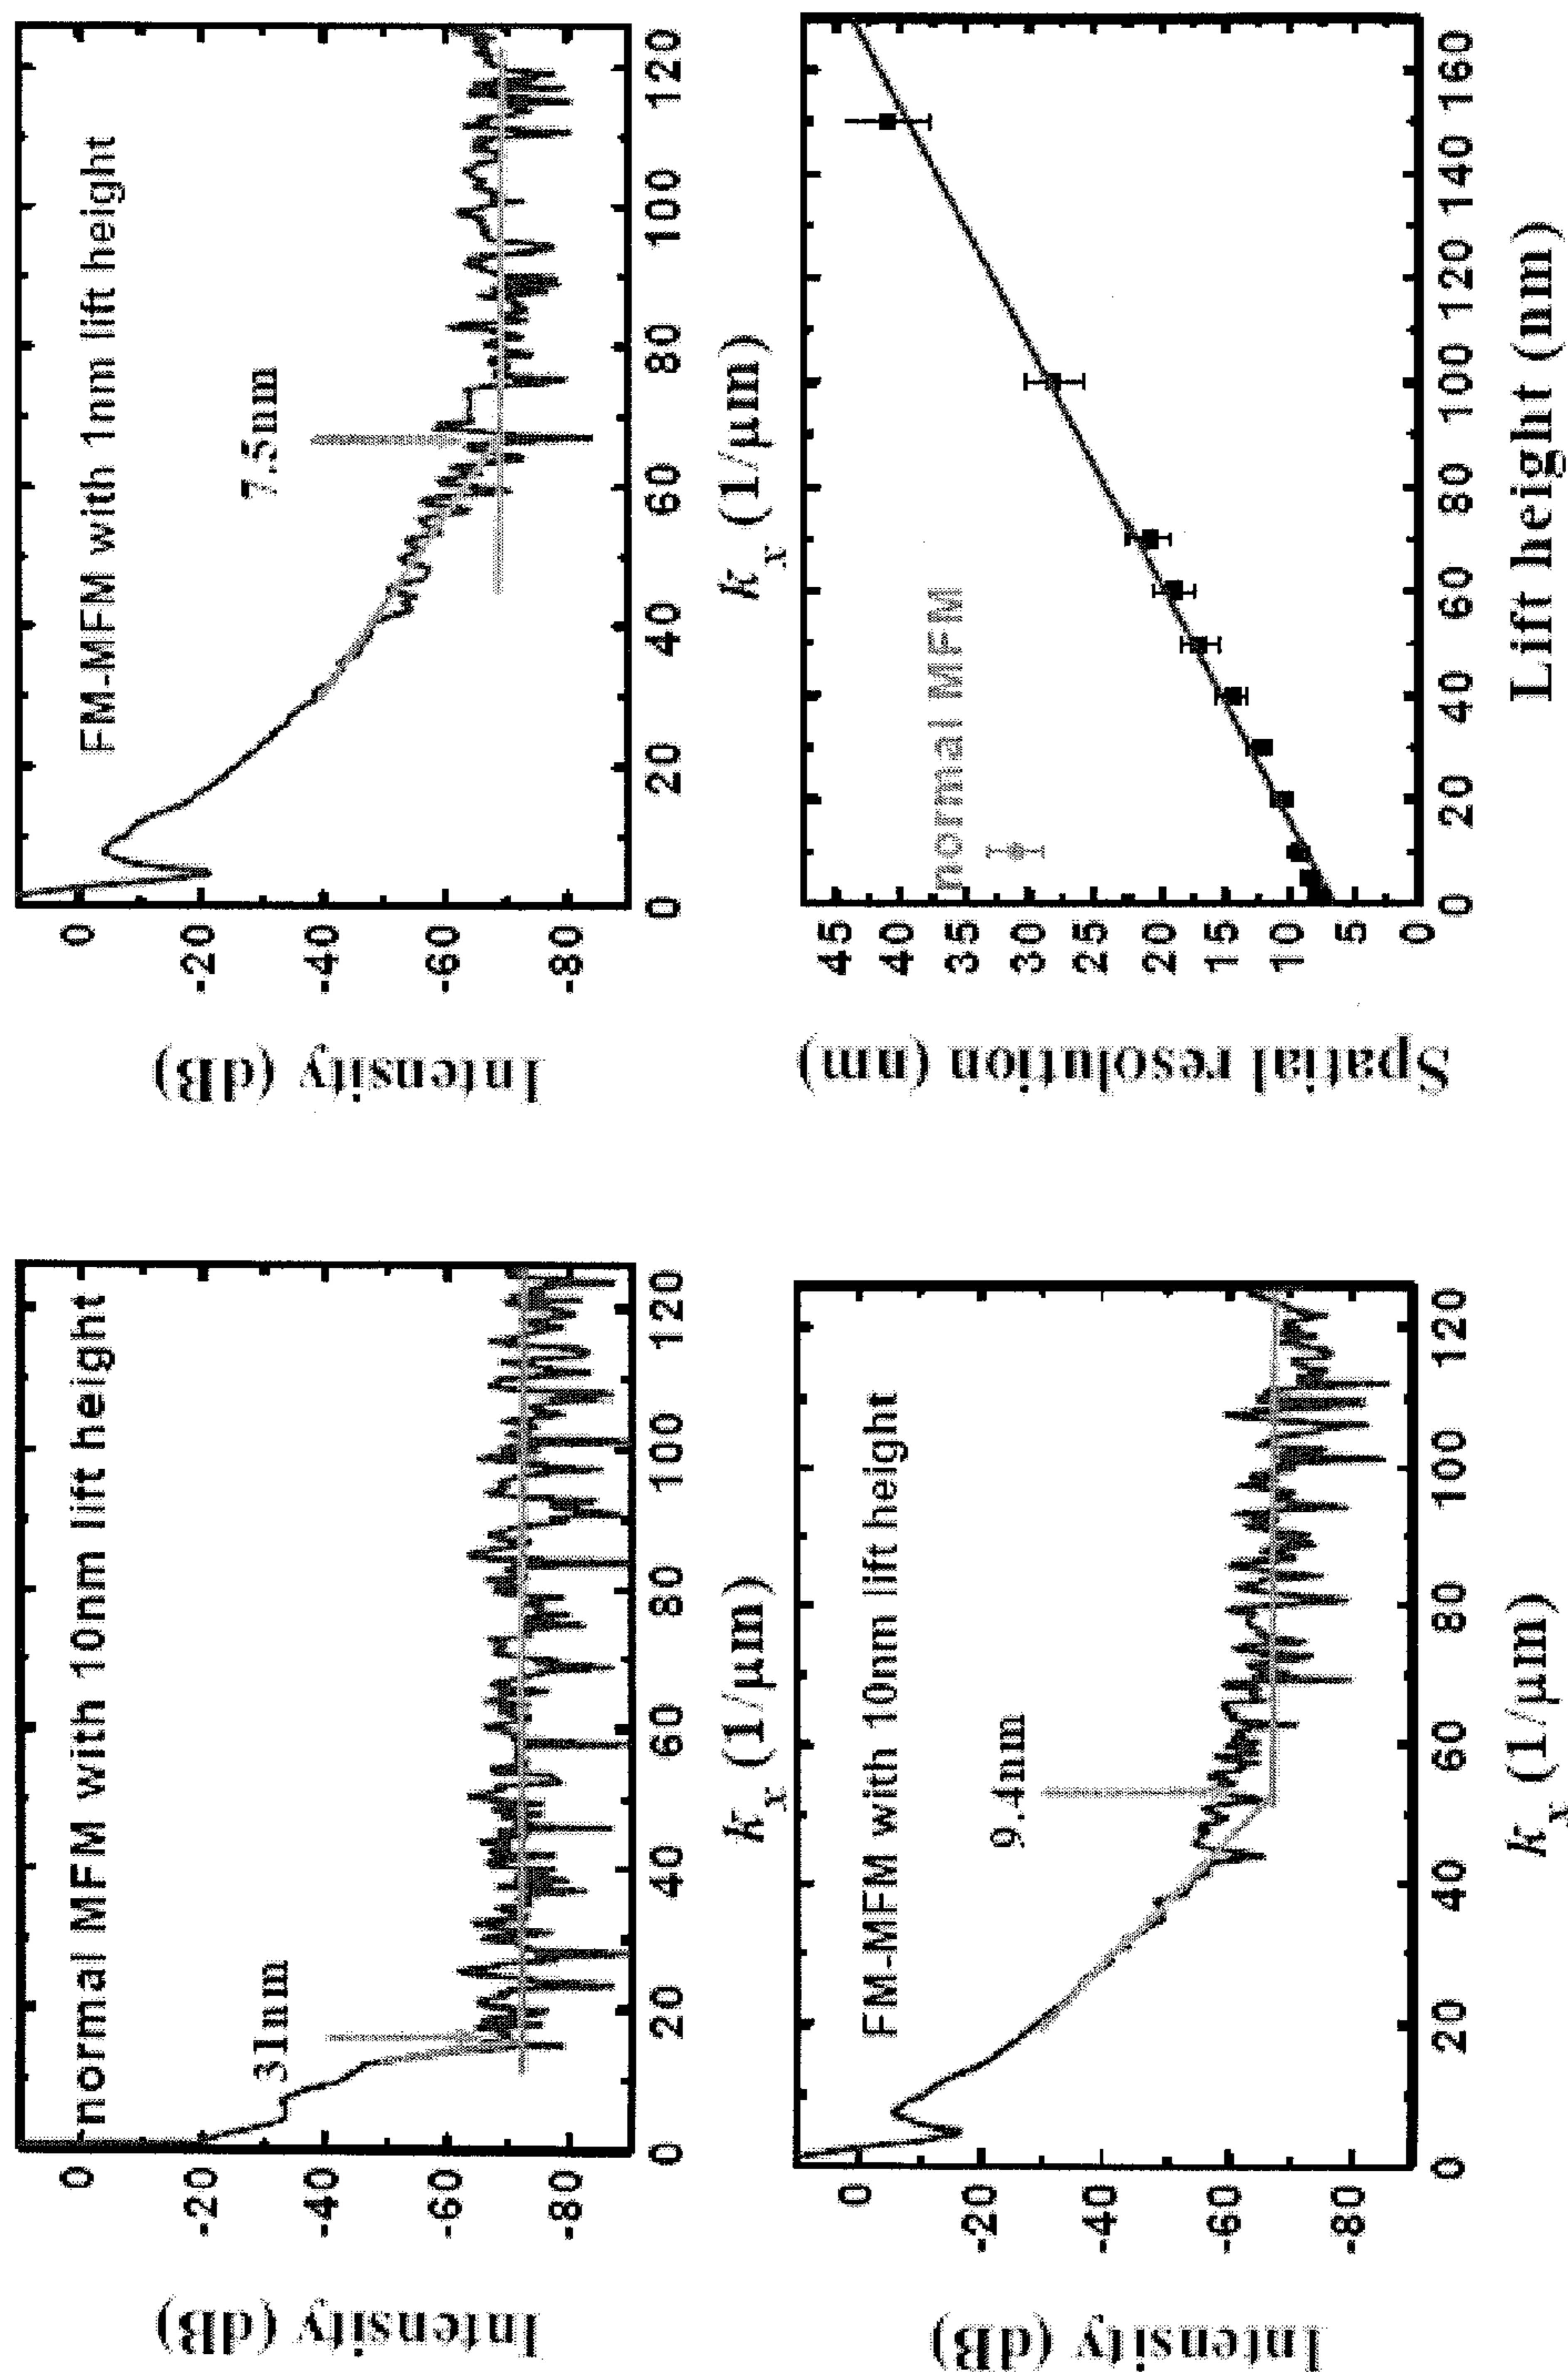 normal MFM with 10nm lift height
31nm
0
-20
-40
-60
-80
Intensity (dB)
0 20 40 60 80 100 120
k x (1/μm)
FM-MFM with 1nm lift height
7.5nm
0
-20
-40
-60
-80
Intensity (dB)
0 20 40 60 80 100 120
k x (1/μm)
FM-MFM with 10nm lift height
9.4nm
0
-20
-40
-60
-80
Intensity (dB)
0 20 40 60 80 100 120
k x (1/μm)
normal MFM
45
40
35
30
25
20
15
10
5
0
Spatial resolution (nm)
0 20 40 60 80 100 120 140 160
Lift height (nm)